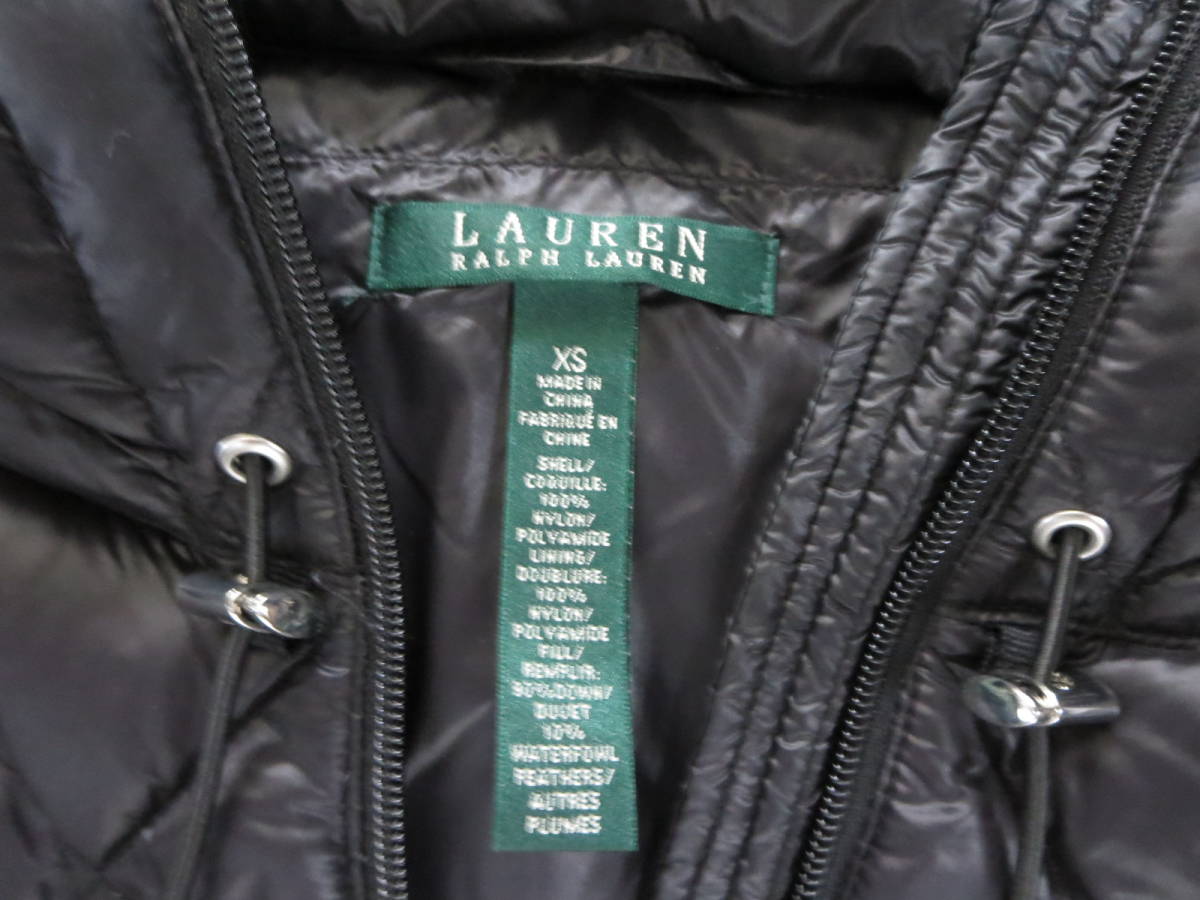 LAUREN
RALPH LAUREN
XS
MADE IN
CHINA
FABRIQUÉ EN
CHINE
SHELL/
COQUILLE:
100%
NYLON/
POLYAMIDE
LINING/
DOUBLURE:
100%
NYLON/
POLYAMIDE
FILL/
REMPLIR:
90%DOWN/
DUVET
10%
WATERFOWL
FEATHERS/
AUTRES
PLUMES